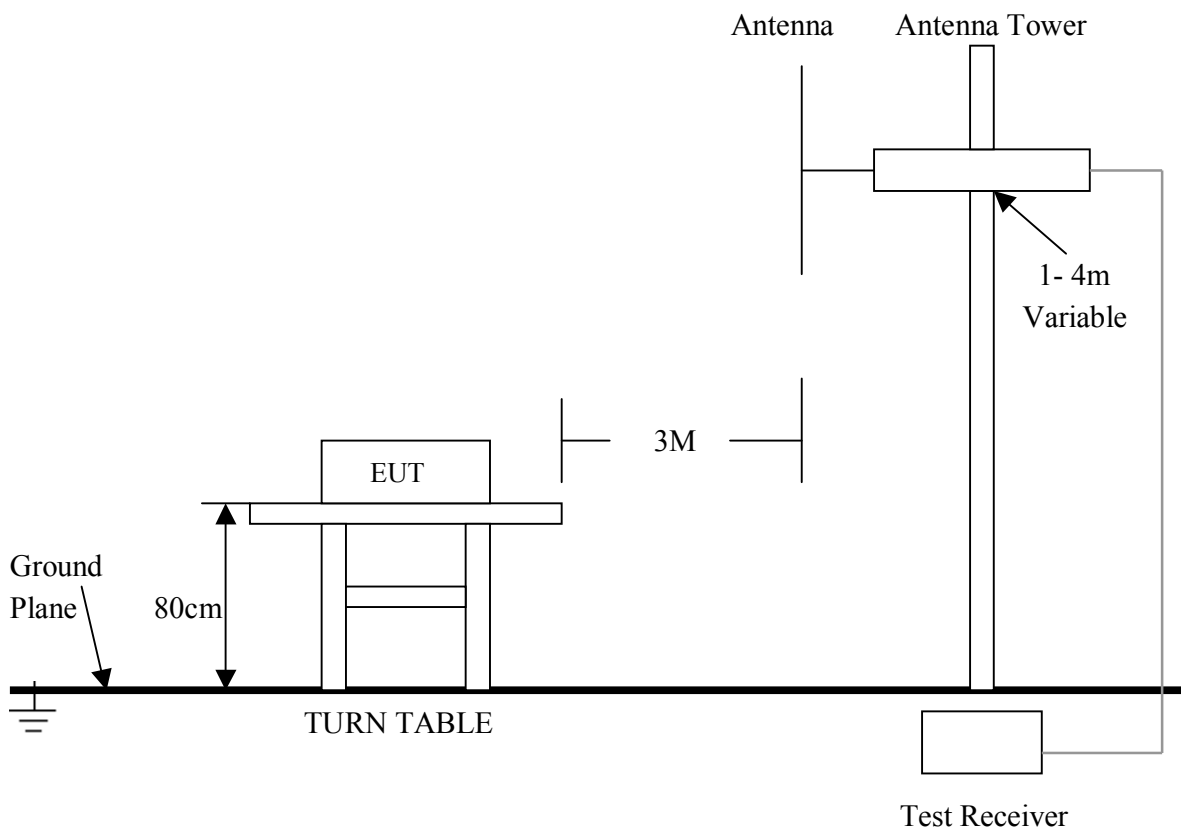 Antenna
Antenna Tower
1- 4m
Variable
3M
EUT
Ground
Plane
80cm
TURN TABLE
Test Receiver